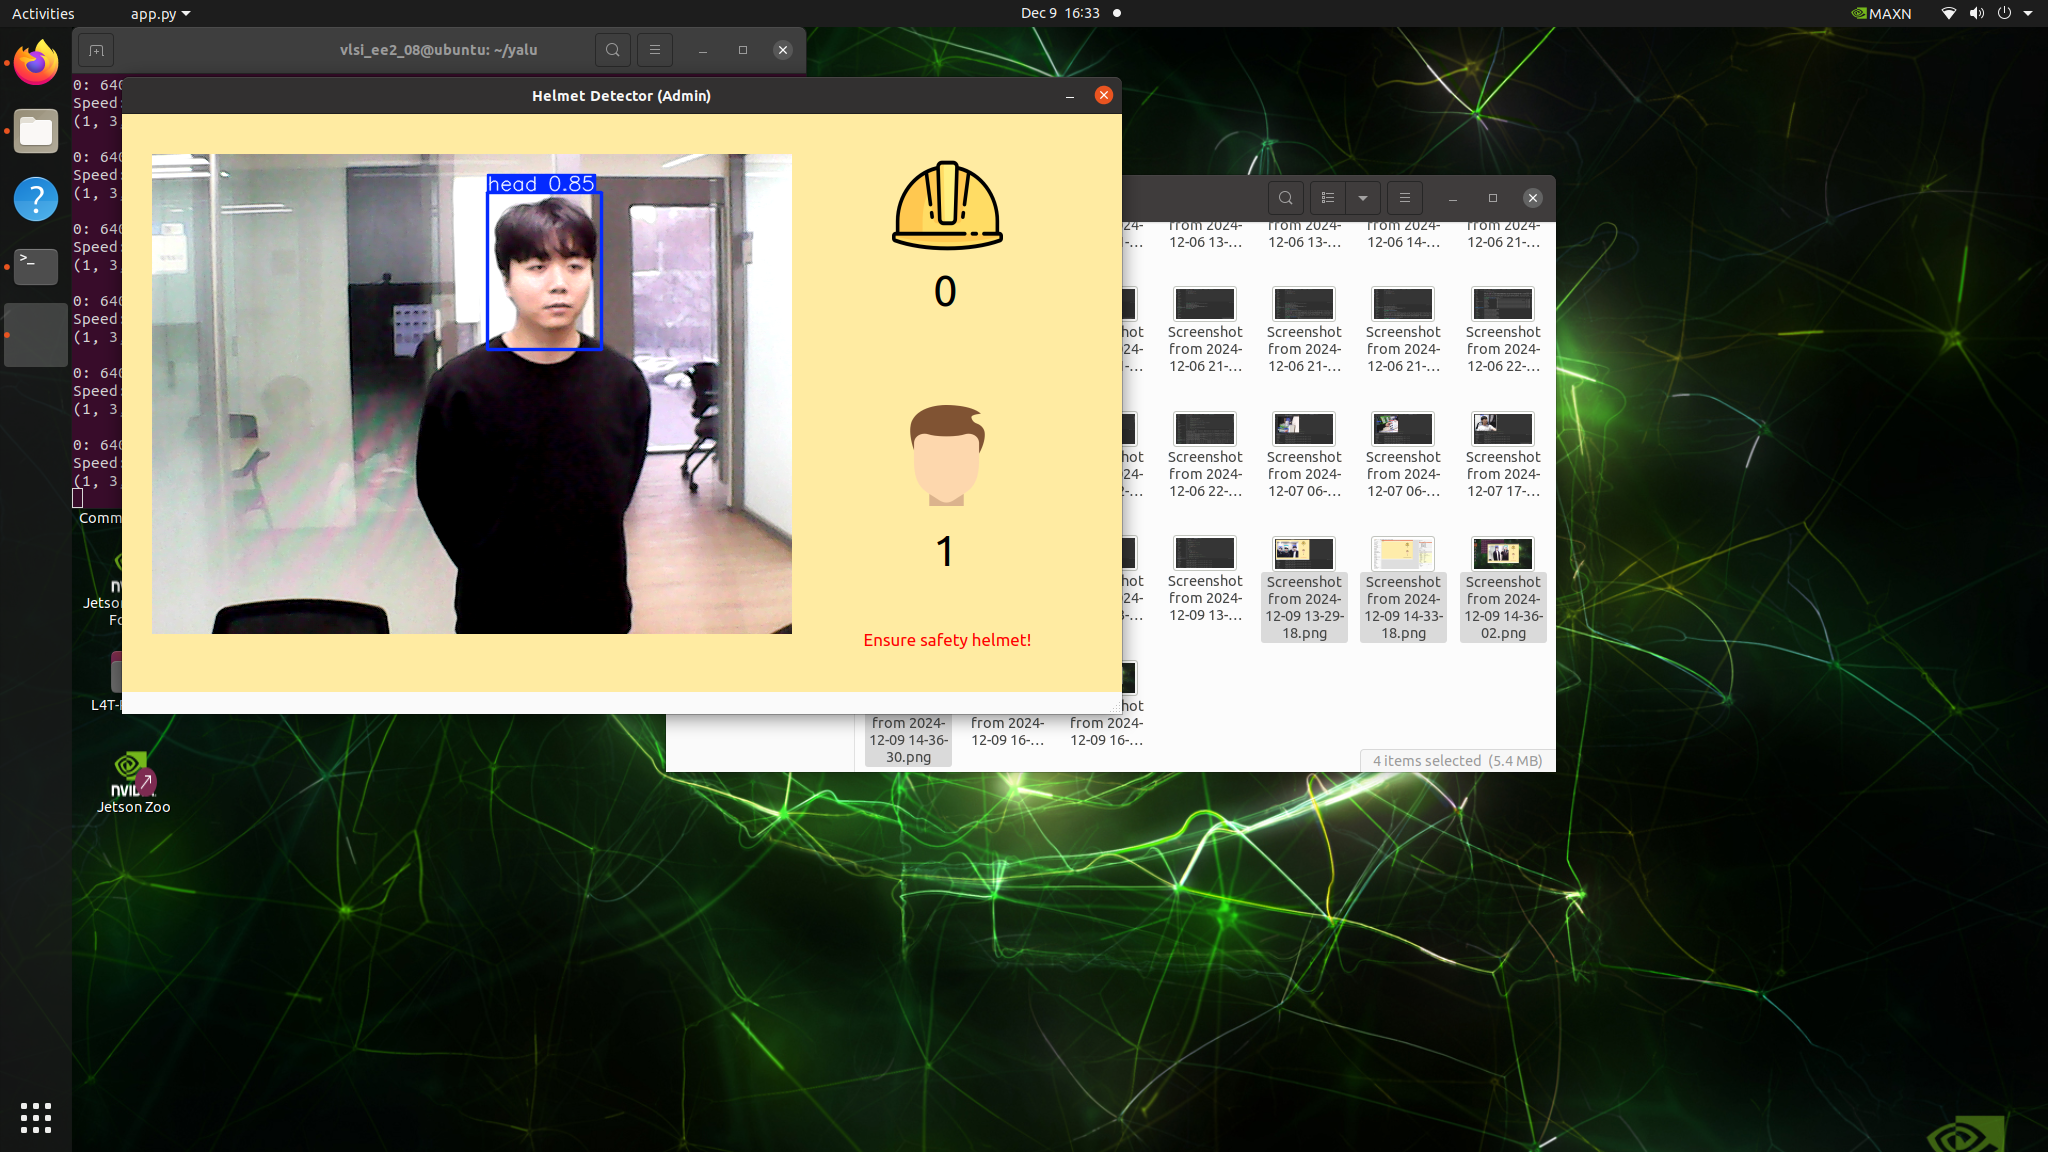 Activities
app.py
Dec 9 16:33
MAXN
vlsi_ee2_08@ubuntu: ~/yalu
0: 640
Speed:
(1, 3,
0: 640
Speed:
(1, 3,
0: 640
Speed:
(1, 3,
0: 640
Speed:
(1, 3,
0: 640
Speed:
(1, 3,
0: 640
Speed:
(1, 3,
Helmet Detector (Admin)
head 0.85
0
1
Ensure safety helmet!
from 2024-
12-06 13-...
from 2024-
12-06 13-...
from 2024-
12-06 14-...
from 2024-
12-06 21-...
Screenshot
from 2024-
12-06 21-...
Screenshot
from 2024-
12-06 21-...
Screenshot
from 2024-
12-06 21-...
Screenshot
from 2024-
12-06 22-...
Screenshot
from 2024-
12-06 22-...
Screenshot
from 2024-
12-07 06-...
Screenshot
from 2024-
12-07 06-...
Screenshot
from 2024-
12-07 17-...
Screenshot
from 2024-
12-09 13-...
Screenshot
from 2024-
12-09 13-29-
18.png
Screenshot
from 2024-
12-09 14-33-
18.png
Screenshot
from 2024-
12-09 14-36-
02.png
from 2024-
12-09 14-36-
30.png
from 2024-
12-09 16-...
from 2024-
12-09 16-...
4 items selected (5.4 MB)
Comm
Jetson
Fo
L4T-
NVIDIA
Jetson Zoo